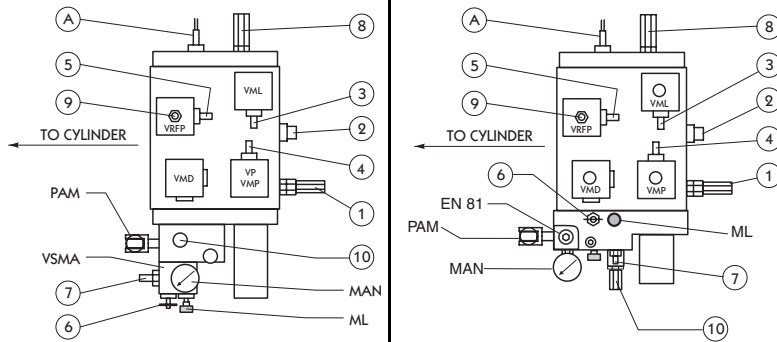 A
8
5
VML
3
9
VRFP
2
TO CYLINDER
4
VMD
VP
VMP
1
PAM
10
VSMA
7
MAN
6
ML
A
8
5
3
VML
2
9
VRFP
TO CYLINDER
4
6
VMD
VMP
1
EN 81
PAM
ML
MAN
7
10